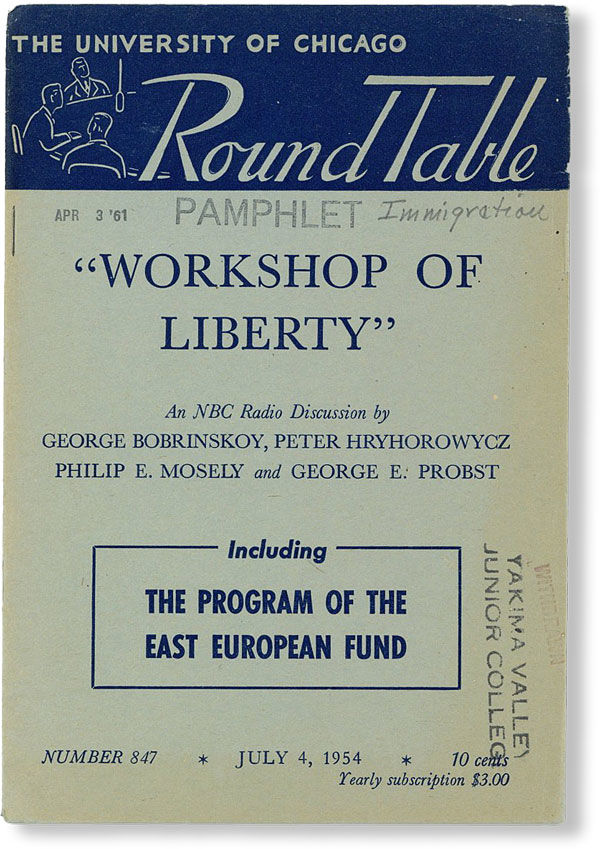 THE UNIVERSITY OF CHICAGO
Round Table
APR 3 '61 PAMPHLET Immigration
“WORKSHOP OF
LIBERTY”
An NBC Radio Discussion by
GEORGE BOBRINSKOY, PETER HRYHOROWYCZ
PHILIP E. MOSELY and GEORGE E. PROBST
Including
THE PROGRAM OF THE
EAST EUROPEAN FUND
WITHDRAWN
YAKIMA VALLEY
JUNIOR COLLEGE
NUMBER 847 * JULY 4, 1954 * 10 cents
Yearly subscription $3.00